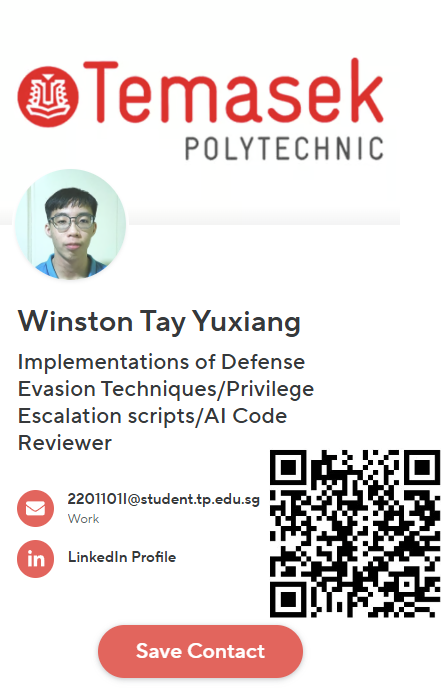 Temasek
POLYTECHNIC
Winston Tay Yuxiang
Implementations of Defense
Evasion Techniques/Privilege
Escalation scripts/AI Code
Reviewer
2201101I@student.tp.edu.sg
Work
in LinkedIn Profile
Save Contact